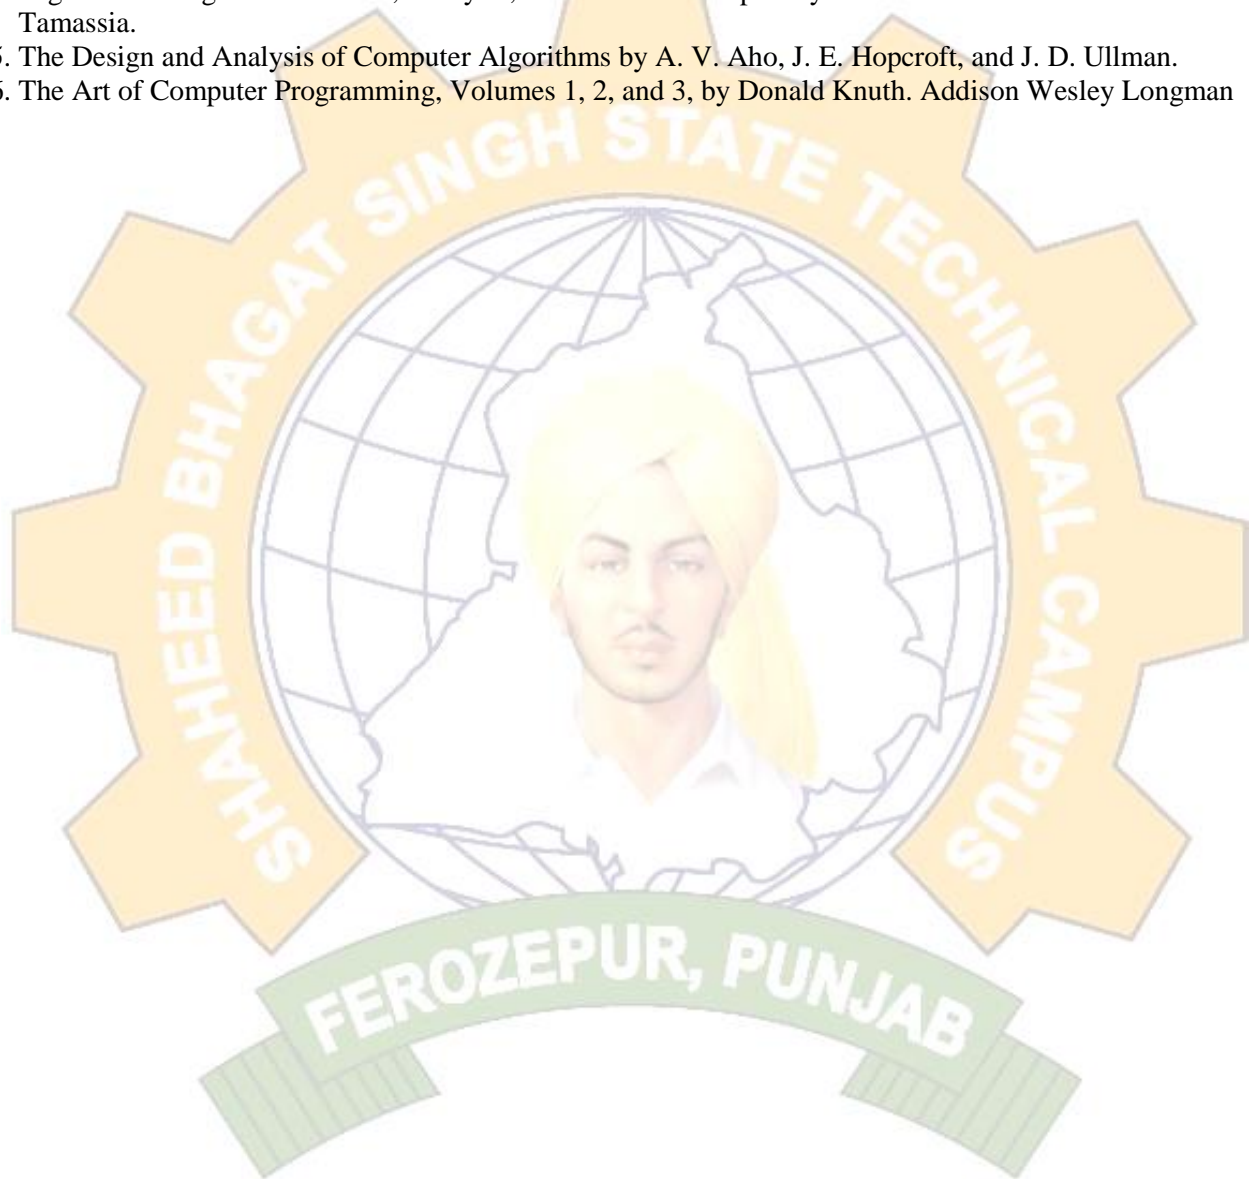 Tamassia.
5. The Design and Analysis of Computer Algorithms by A. V. Aho, J. E. Hopcroft, and J. D. Ullman.
6. The Art of Computer Programming, Volumes 1, 2, and 3, by Donald Knuth. Addison Wesley Longman
SHAHEED BHAGAT SINGH STATE TECHNICAL CAMPUS
FEROZEPUR, PUNJAB